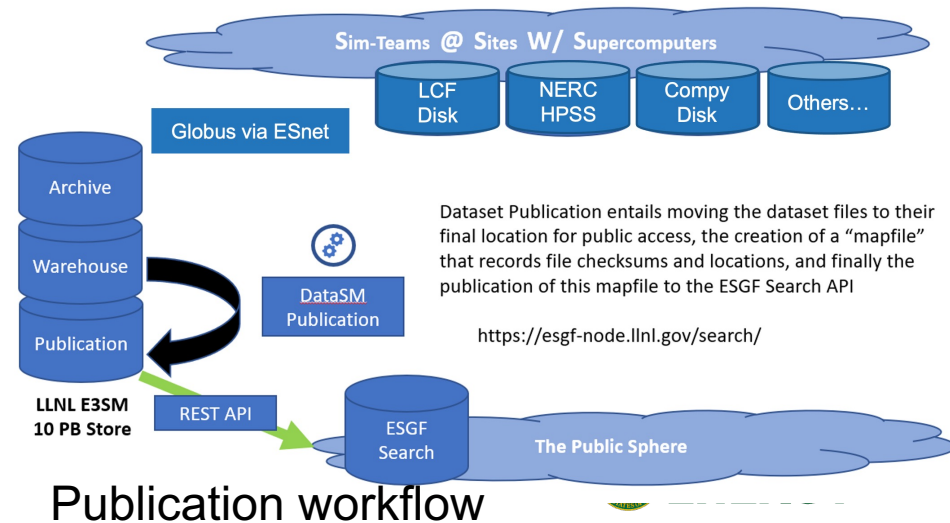 Sim-Teams @ Sites W/ Supercomputers
LCF
Disk
NERC
HPSS
Compy
Disk
Others...
Globus via ESnet
Archive
Warehouse
Publication
LLNL E3SM
10 PB Store
DataSM
Publication
Dataset Publication entails moving the dataset files to their
final location for public access, the creation of a “mapfile”
that records file checksums and locations, and finally the
publication of this mapfile to the ESGF Search API
https://esgf-node.llnl.gov/search/
REST API
ESGF
Search
The Public Sphere
Publication workflow